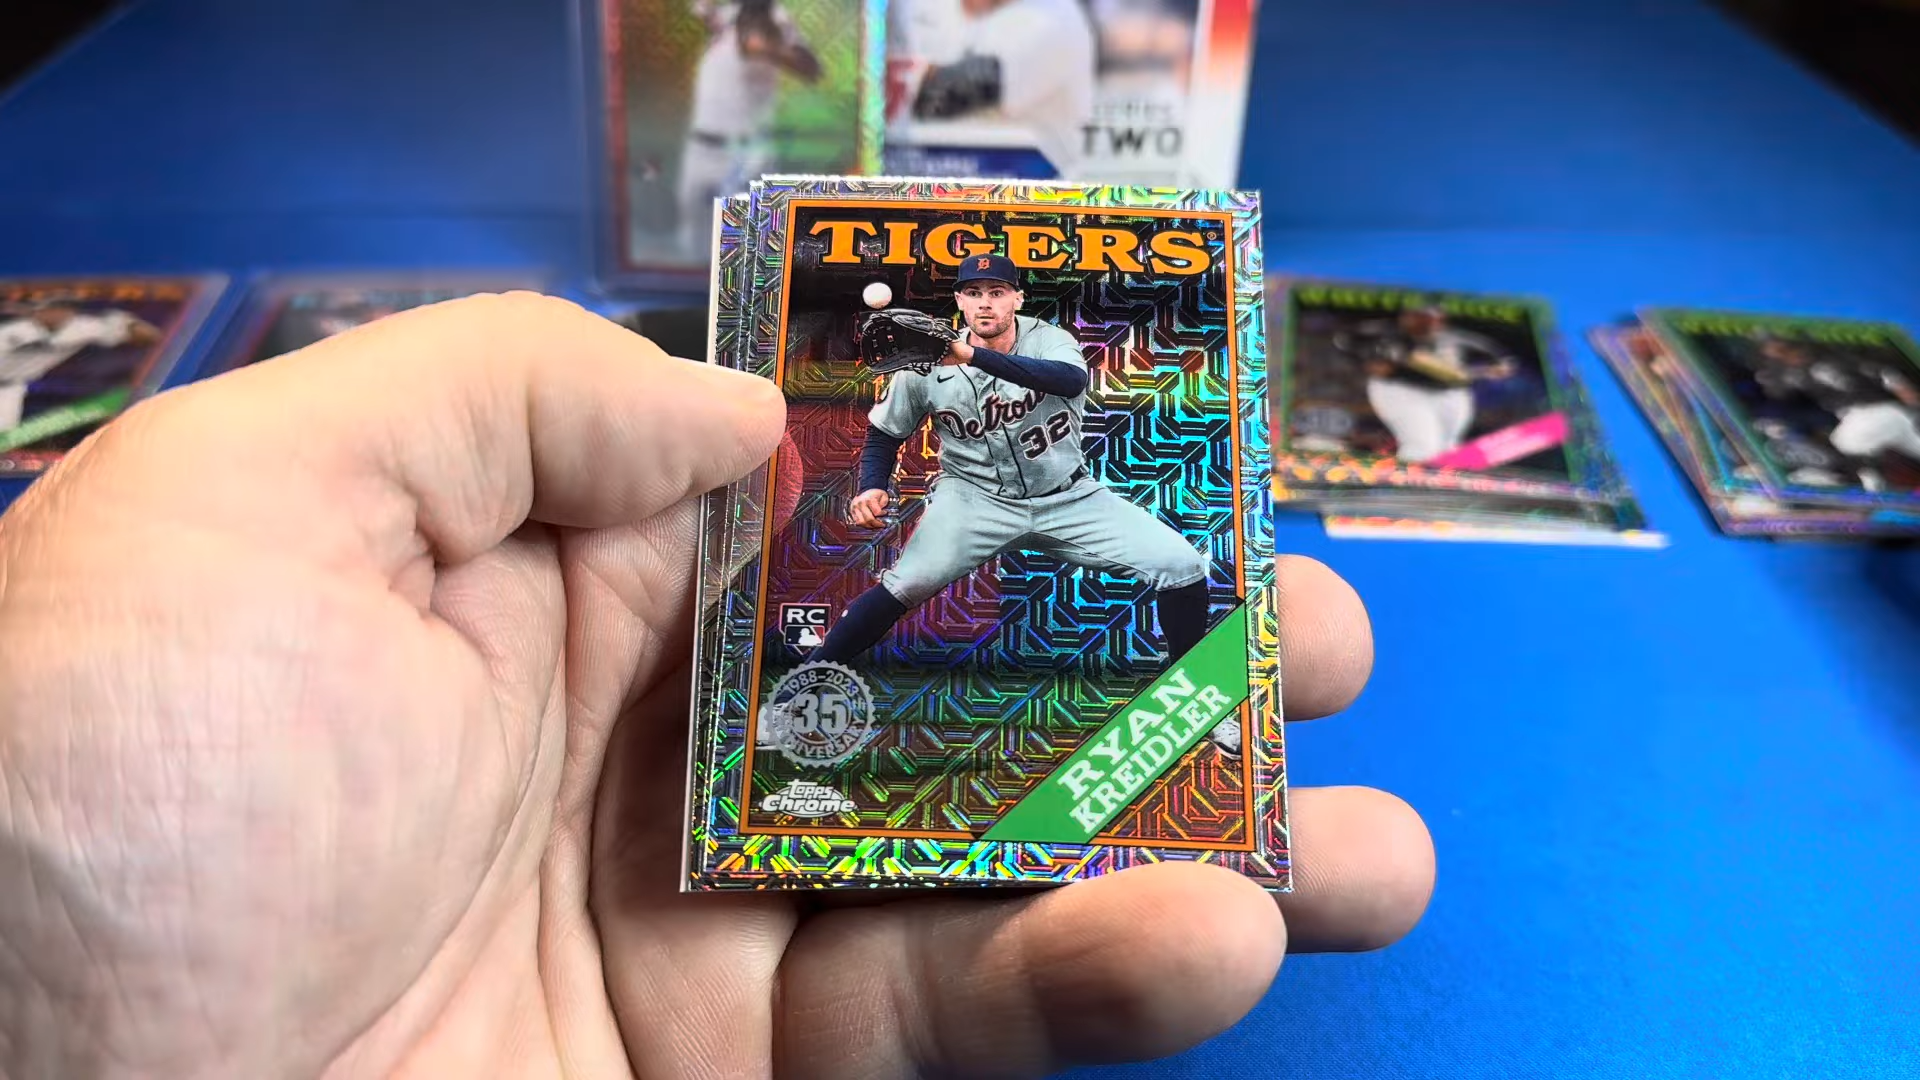 TWO
TIGERS
D
Detroit
32
RC
1988-2023
35th
ANNIVERSARY
Topps
Chrome
RYAN
KREIDLER